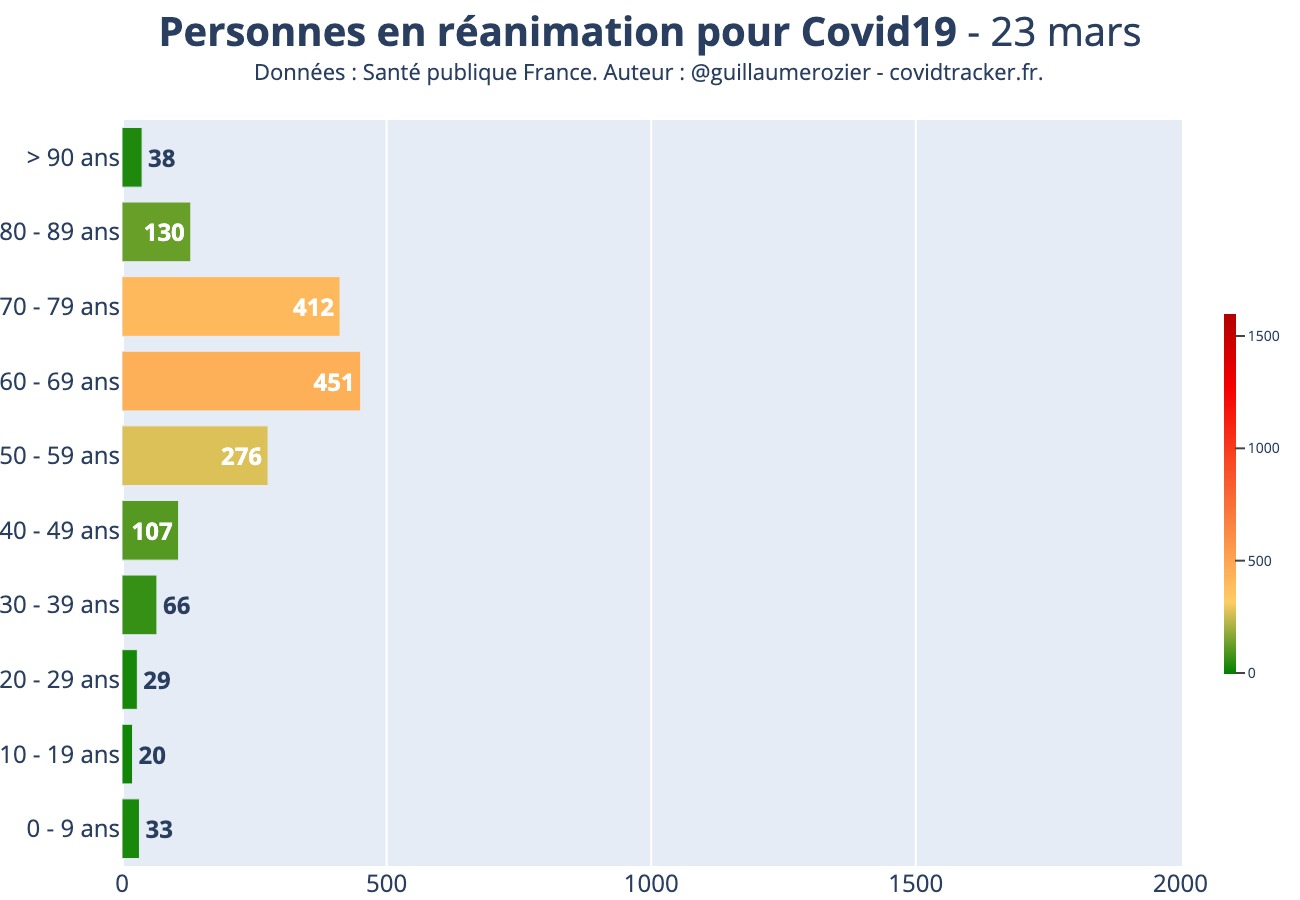 Personnes en réanimation pour Covid19 - 23 mars
Données : Santé publique France. Auteur : @guillaumerozier - covidtracker.fr.
> 90 ans 38
80 - 89 ans 130
70 - 79 ans 412
60 - 69 ans 451
50 - 59 ans 276
40 - 49 ans 107
30 - 39 ans 66
20 - 29 ans 29
10 - 19 ans 20
0 - 9 ans 33
0 500 1000 1500 2000
1500
1000
500
0